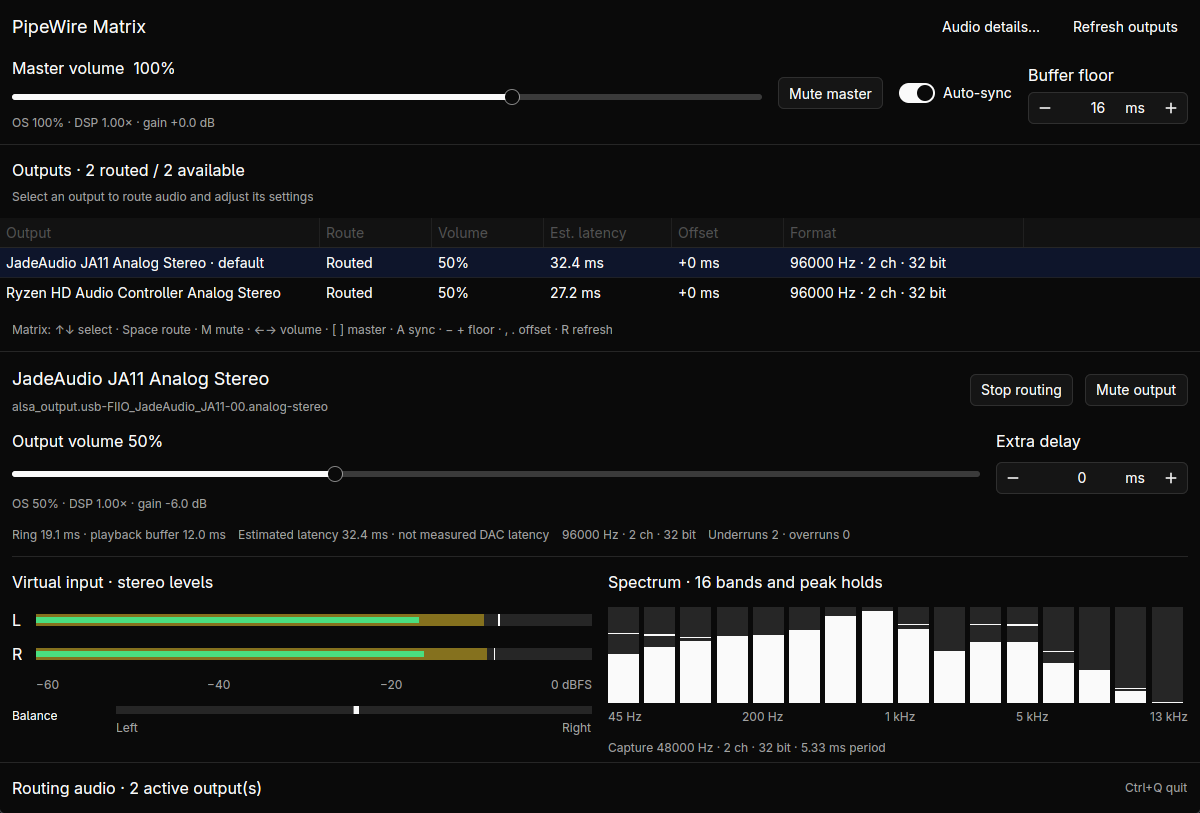 PipeWire Matrix
Audio details...
Refresh outputs
Master volume 100%
Mute master
Auto-sync
Buffer floor
− 16 ms +
OS 100% · DSP 1.00× · gain +0.0 dB
Outputs · 2 routed / 2 available
Select an output to route audio and adjust its settings
Output Route Volume Est. latency Offset Format
JadeAudio JA11 Analog Stereo · default Routed 50% 32.4 ms +0 ms 96000 Hz · 2 ch · 32 bit
Ryzen HD Audio Controller Analog Stereo Routed 50% 27.2 ms +0 ms 96000 Hz · 2 ch · 32 bit
Matrix: ↑↓ select · Space route · M mute · ←→ volume · [ ] master · A sync · − + floor · , . offset · R refresh
JadeAudio JA11 Analog Stereo
alsa_output.usb-FIIO_JadeAudio_JA11-00.analog-stereo
Stop routing
Mute output
Output volume 50%
Extra delay
− 0 ms +
OS 50% · DSP 1.00× · gain -6.0 dB
Ring 19.1 ms · playback buffer 12.0 ms Estimated latency 32.4 ms · not measured DAC latency 96000 Hz · 2 ch · 32 bit Underruns 2 · overruns 0
Virtual input · stereo levels
L
R
−60 −40 −20 0 dBFS
Balance
Left Right
Spectrum · 16 bands and peak holds
45 Hz 200 Hz 1 kHz 5 kHz 13 kHz
Capture 48000 Hz · 2 ch · 32 bit · 5.33 ms period
Routing audio · 2 active output(s)
Ctrl+Q quit